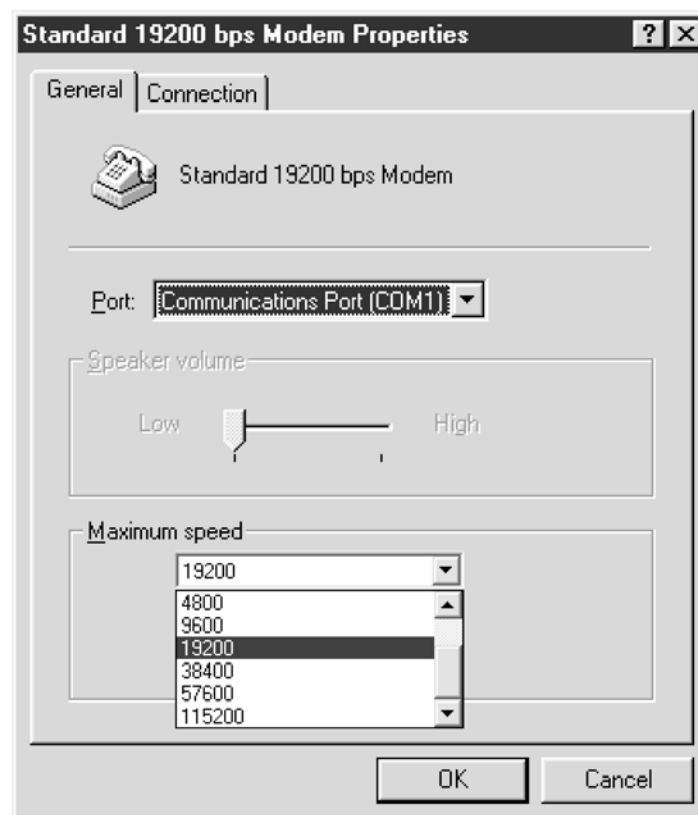 Standard 19200 bps Modem Properties
? X
General Connection
Standard 19200 bps Modem
Port: Communications Port (COM1)
Speaker volume
Low High
Maximum speed
19200
4800
9600
19200
38400
57600
115200
OK Cancel